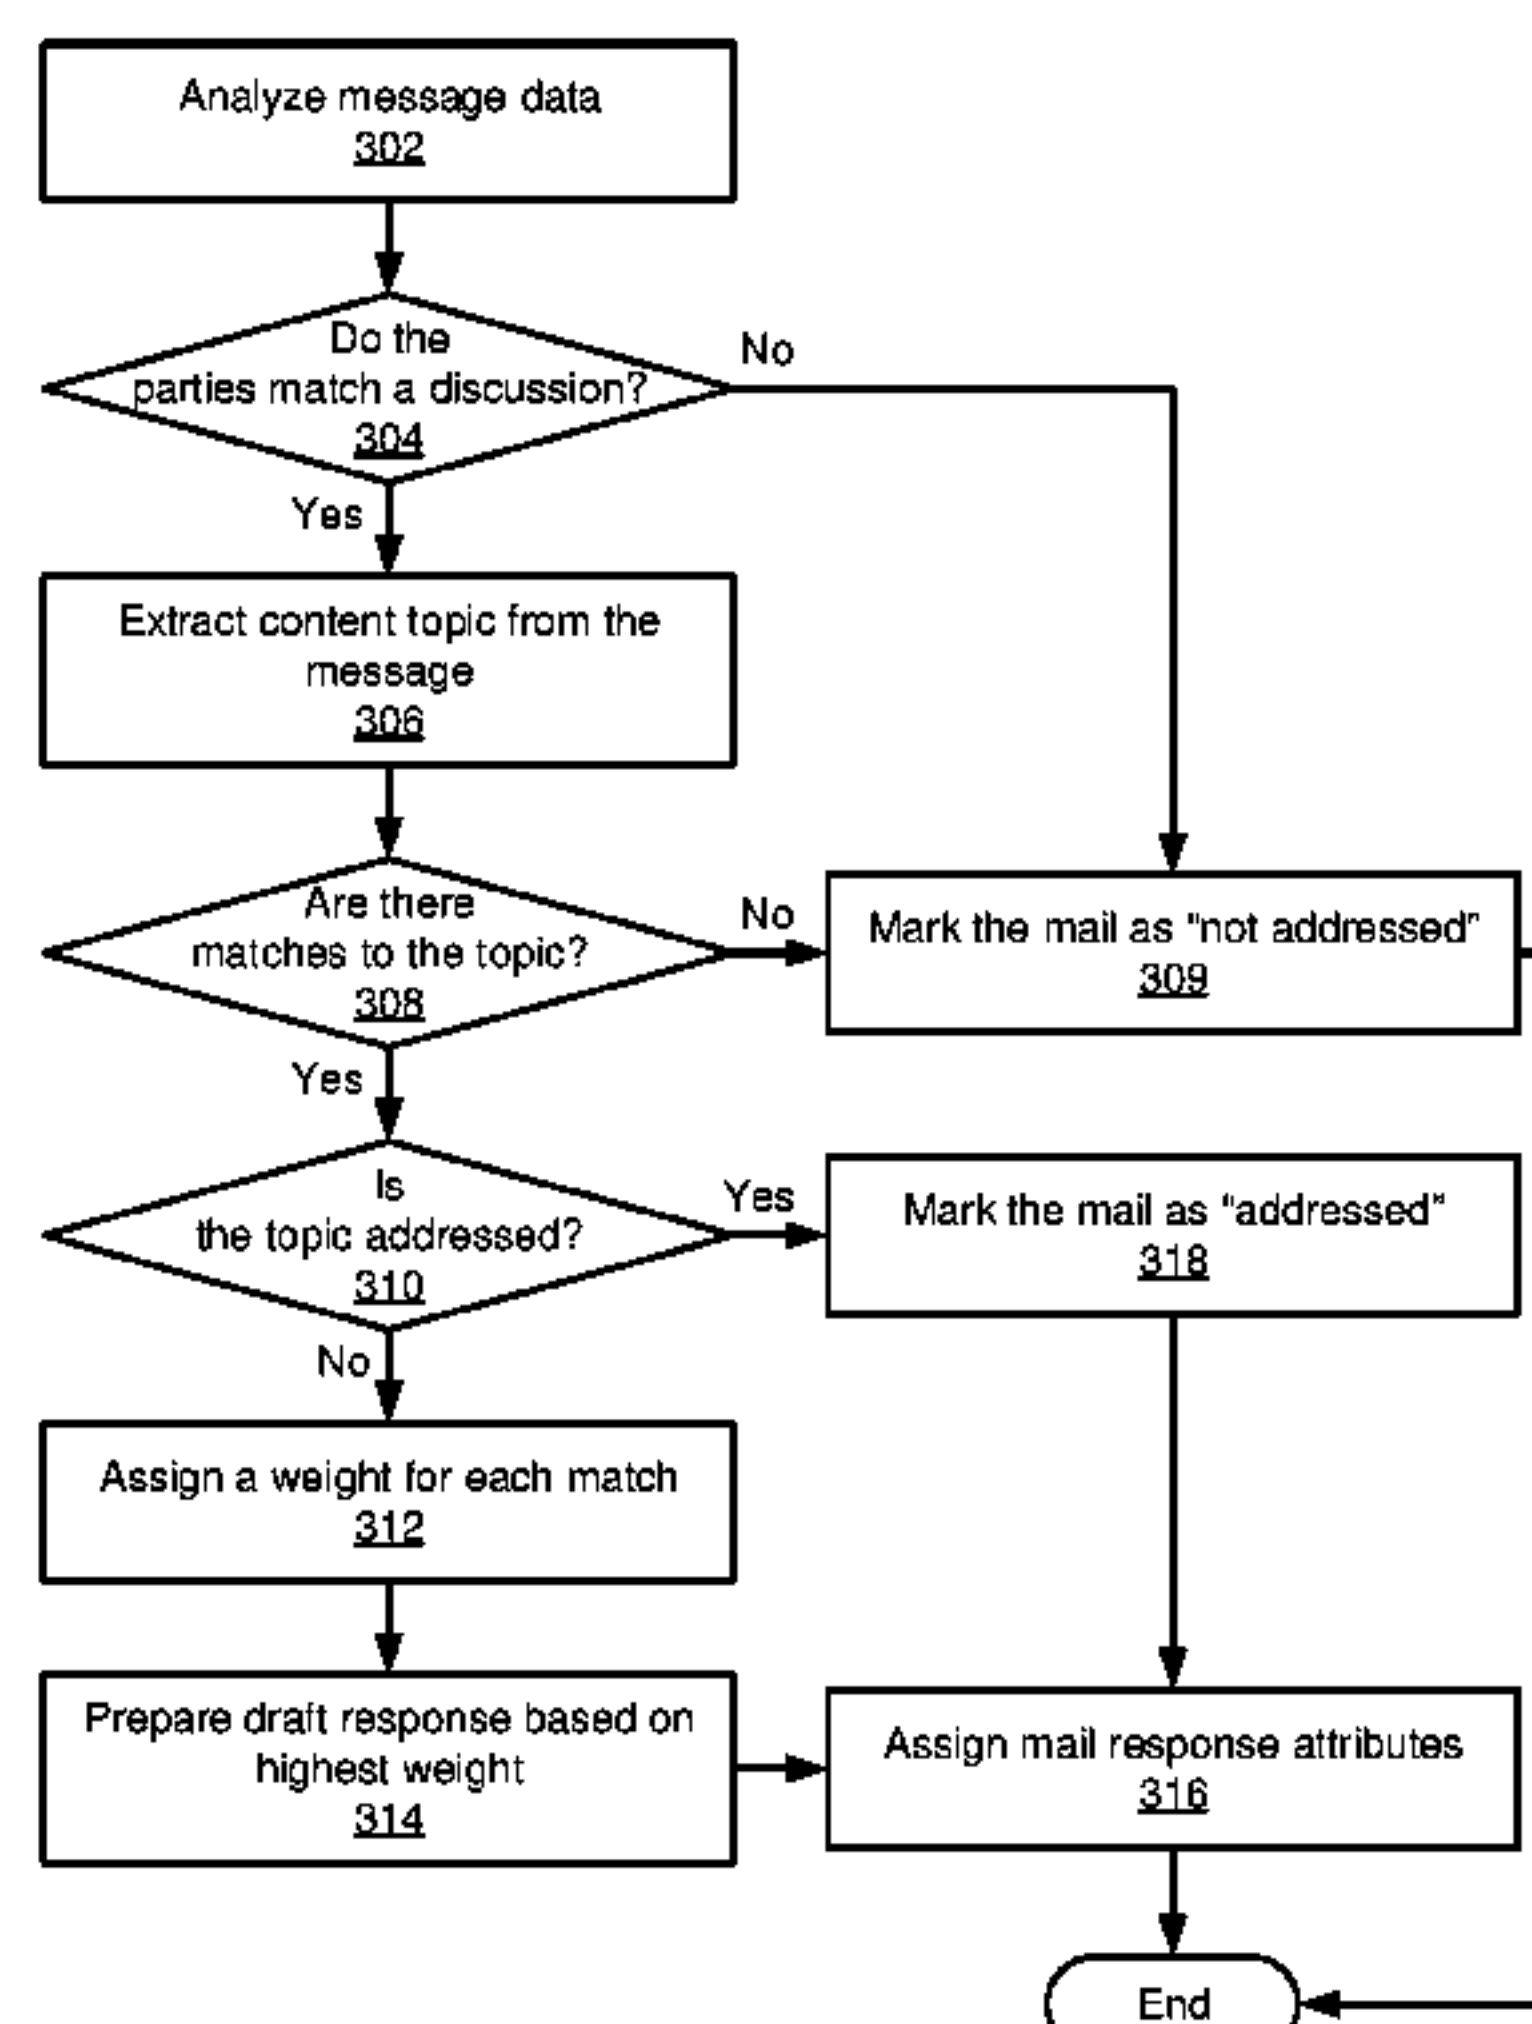 Analyze message data
302
Do the
parties match a discussion?
304
No
Yes
Extract content topic from the
message
306
Are there
matches to the topic?
308
No
Mark the mail as "not addressed"
309
Yes
Is
the topic addressed?
310
Yes
Mark the mail as "addressed"
318
No
Assign a weight for each match
312
Prepare draft response based on
highest weight
314
Assign mail response attributes
316
End